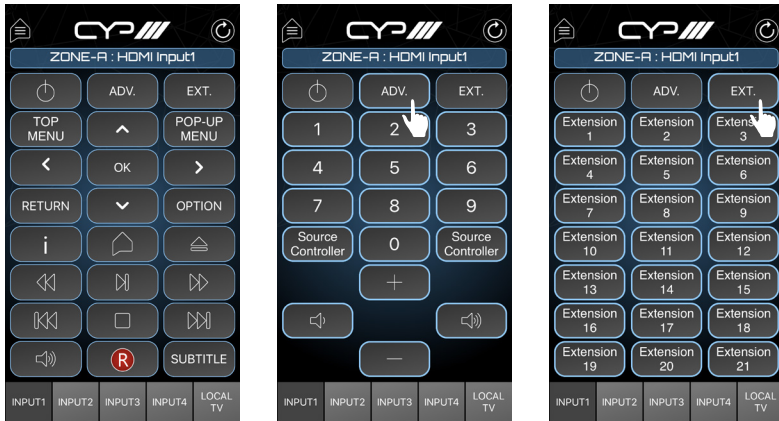 CYP
ZONE-A : HDMI Input1
ADV.
EXT.
TOP
MENU
POP-UP
MENU
OK
RETURN
OPTION
i
R
SUBTITLE
INPUT1 INPUT2 INPUT3 INPUT4 LOCAL
TV
CYP
ZONE-A : HDMI Input1
ADV.
EXT.
1 2 3
4 5 6
7 8 9
Source
Controller
0
Source
Controller
INPUT1 INPUT2 INPUT3 INPUT4 LOCAL
TV
CYP
ZONE-A : HDMI Input1
ADV.
EXT.
Extension
1
Extension
2
Extension
3
Extension
4
Extension
5
Extension
6
Extension
7
Extension
8
Extension
9
Extension
10
Extension
11
Extension
12
Extension
13
Extension
14
Extension
15
Extension
16
Extension
17
Extension
18
Extension
19
Extension
20
Extension
21
INPUT1 INPUT2 INPUT3 INPUT4 LOCAL
TV